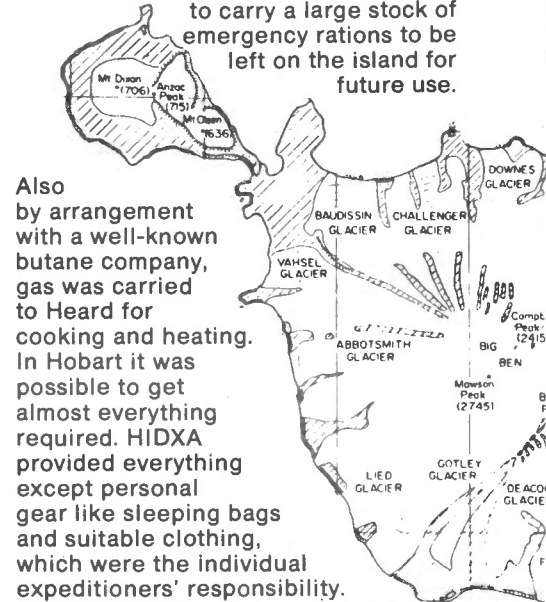 to carry a large stock of
emergency rations to be
left on the island for
future use.
Mt Dixon
(706)
Anzac
Peak
(715)
Mt Olsen
(636)
DOWNES
GLACIER
BAUDISSIN
GLACIER
CHALLENGER
GLACIER
VAHSEL
GLACIER
ABBOTSMITH
GLACIER
BIG
BEN
Peak
Mawson
Peak
(2745)
LIED
GLACIER
GOTLEY
GLACIER
Also
by arrangement
with a well-known
butane company,
gas was carried
to Heard for
cooking and heating.
In Hobart it was
possible to get
almost everything
required. HIDXA
provided everything
except personal
gear like sleeping bags
and suitable clothing,
which were the individual
expeditioners' responsibility.